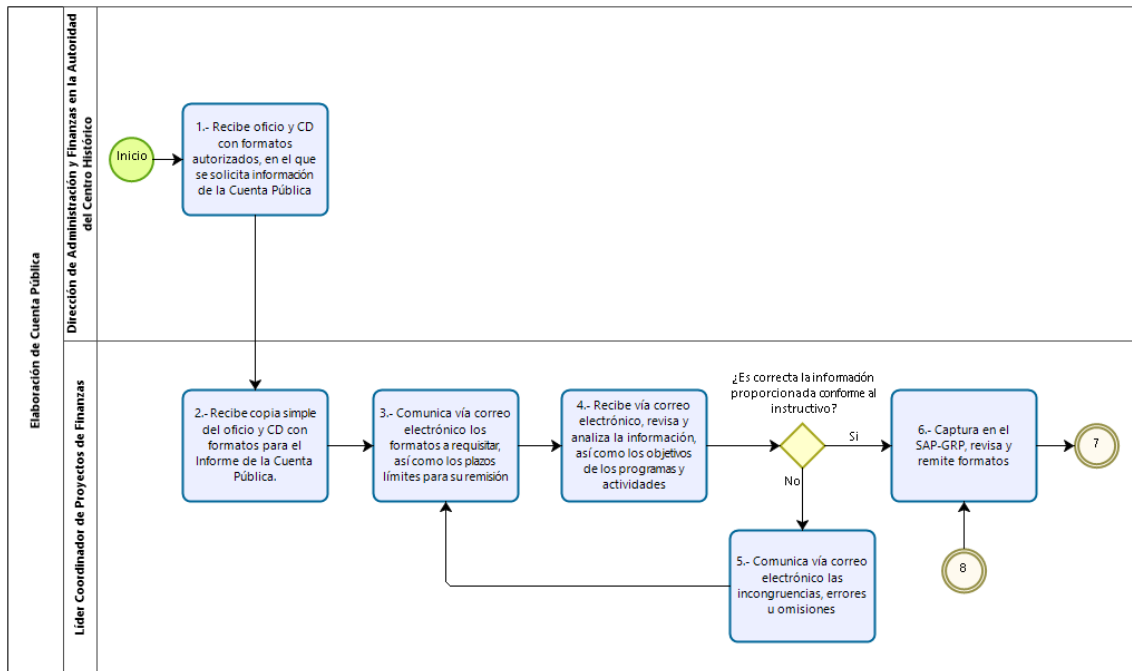 Elaboración de Cuenta Pública
Dirección de Administración y Finanzas en la Autoridad
del Centro Histórico
Inicio
1.- Recibe oficio y CD
con formatos
autorizados, en el que
se solicita información
de la Cuenta Pública
Líder Coordinador de Proyectos de Finanzas
2.- Recibe copia simple
del oficio y CD con
formatos para el
Informe de la Cuenta
Pública.
3.- Comunica vía correo
electrónico los
formatos a requisitar,
así como los plazos
límites para su remisión
4.- Recibe vía correo
electrónico, revisa y
analiza la información,
así como los objetivos
de los programas y
actividades
¿Es correcta la información
proporcionada conforme al
instructivo?
Si
No
5.- Comunica vía correo
electrónico las
incongruencias, errores
u omisiones
6.- Captura en el
SAP-GRP, revisa y
remite formatos
7
8